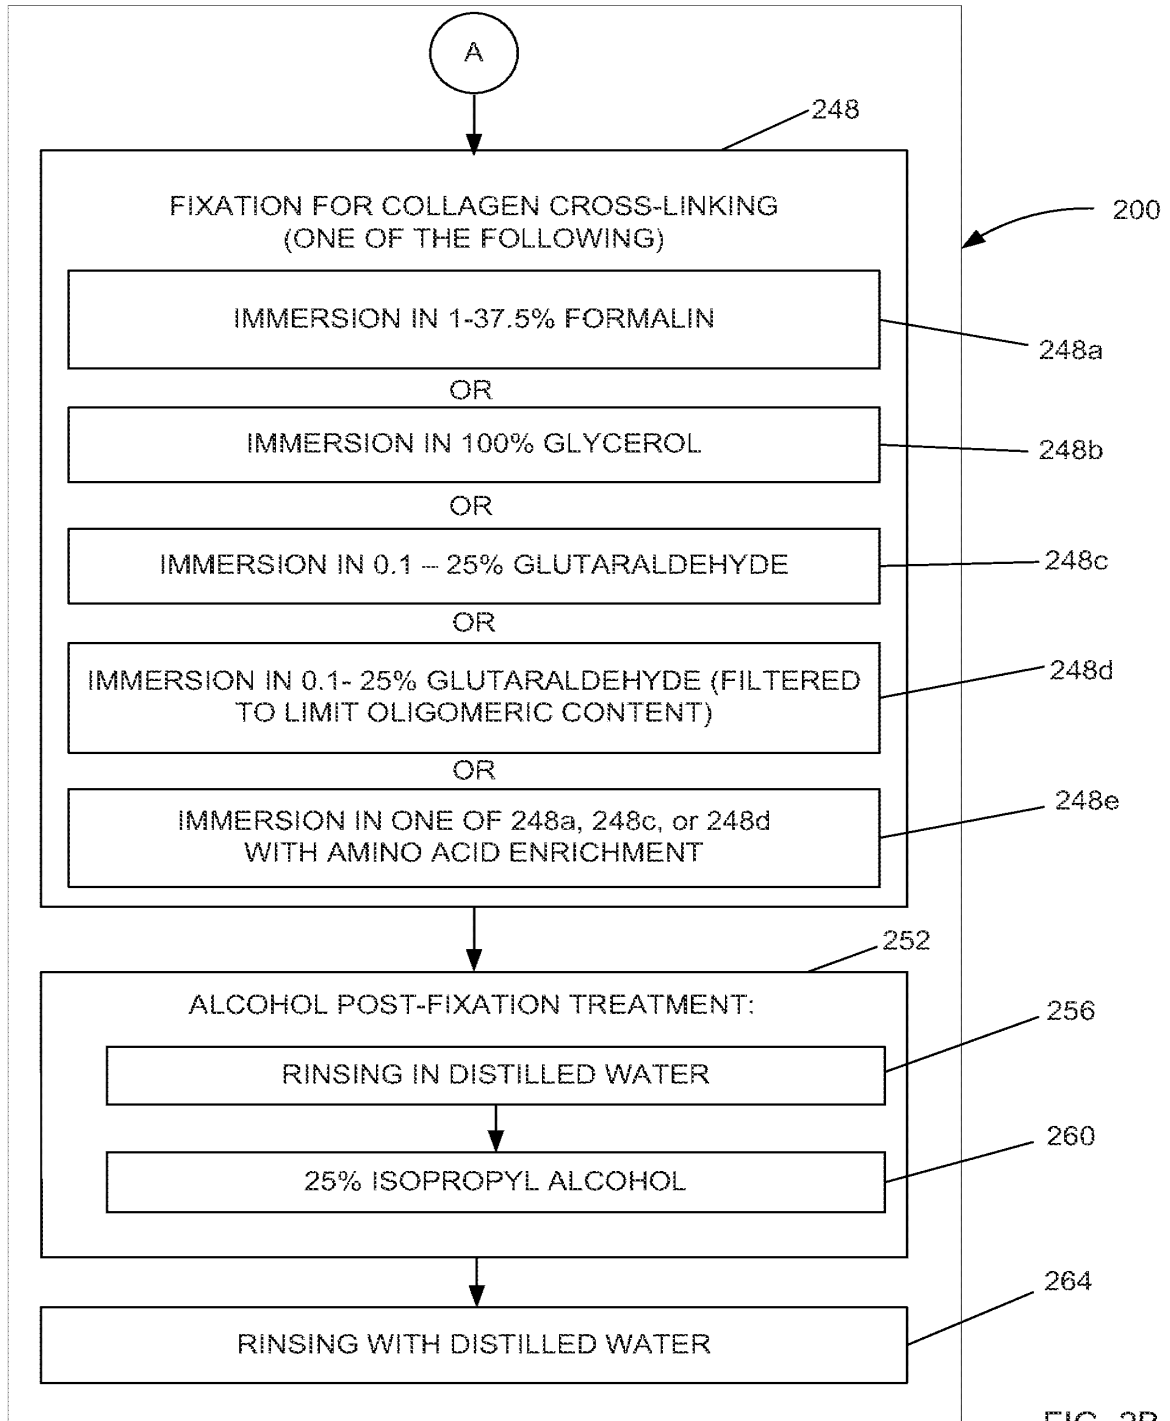 A
248
FIXATION FOR COLLAGEN CROSS-LINKING
(ONE OF THE FOLLOWING)
200
IMMERSION IN 1-37.5% FORMALIN
248a
OR
IMMERSION IN 100% GLYCEROL
248b
OR
IMMERSION IN 0.1 – 25% GLUTARALDEHYDE
248c
OR
IMMERSION IN 0.1- 25% GLUTARALDEHYDE (FILTERED
TO LIMIT OLIGOMERIC CONTENT)
248d
OR
IMMERSION IN ONE OF 248a, 248c, or 248d
WITH AMINO ACID ENRICHMENT
248e
252
ALCOHOL POST-FIXATION TREATMENT:
256
RINSING IN DISTILLED WATER
260
25% ISOPROPYL ALCOHOL
264
RINSING WITH DISTILLED WATER